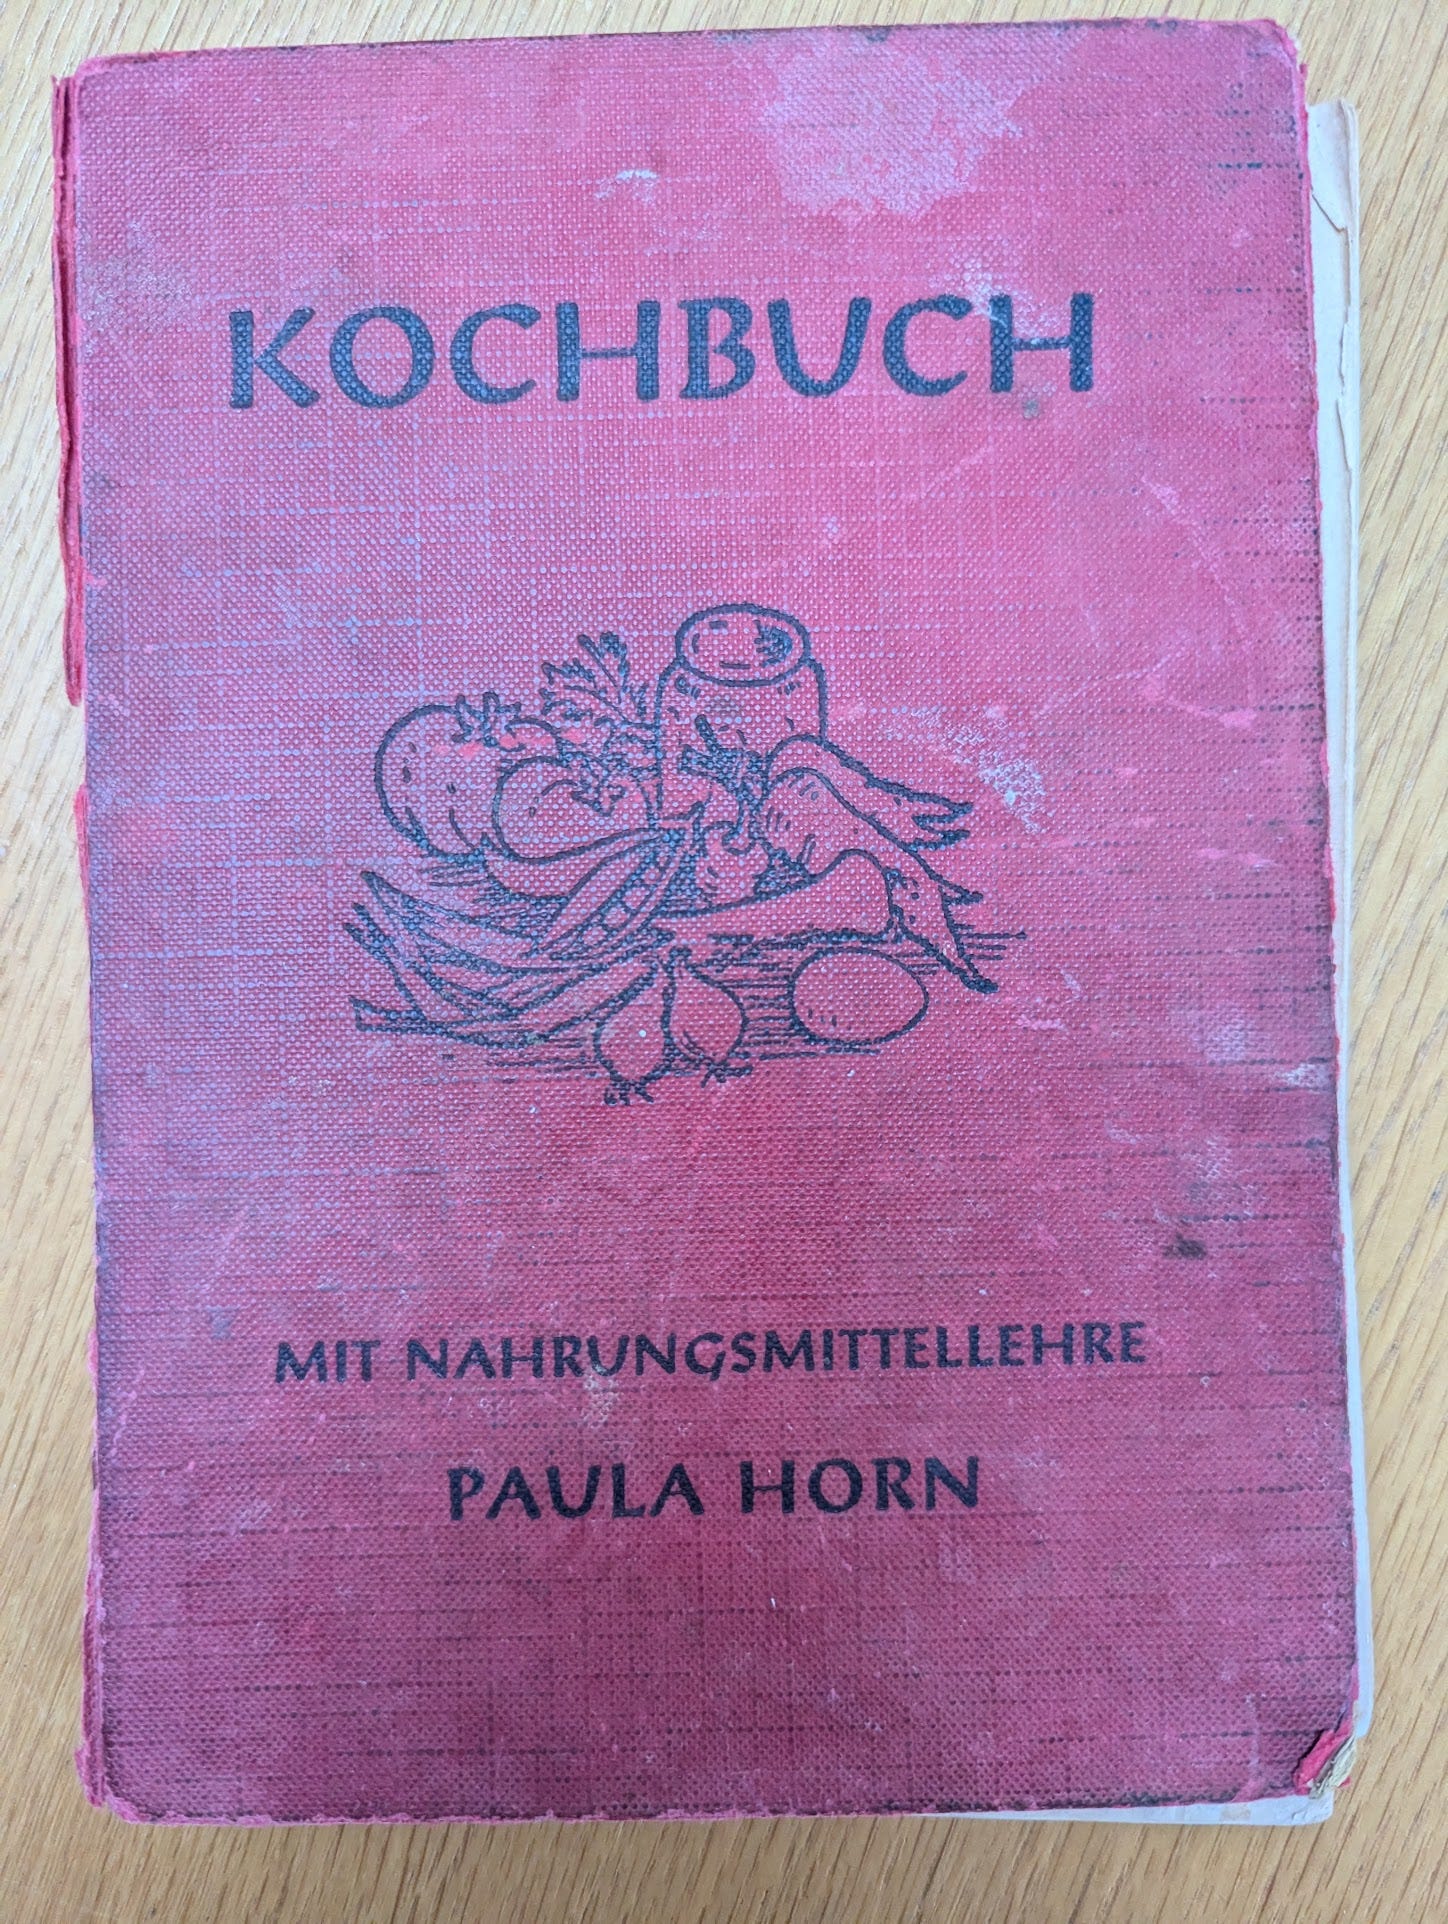 KOCHBUCH
MIT NAHRUNGSMITTELLEHRE
PAULA HORN